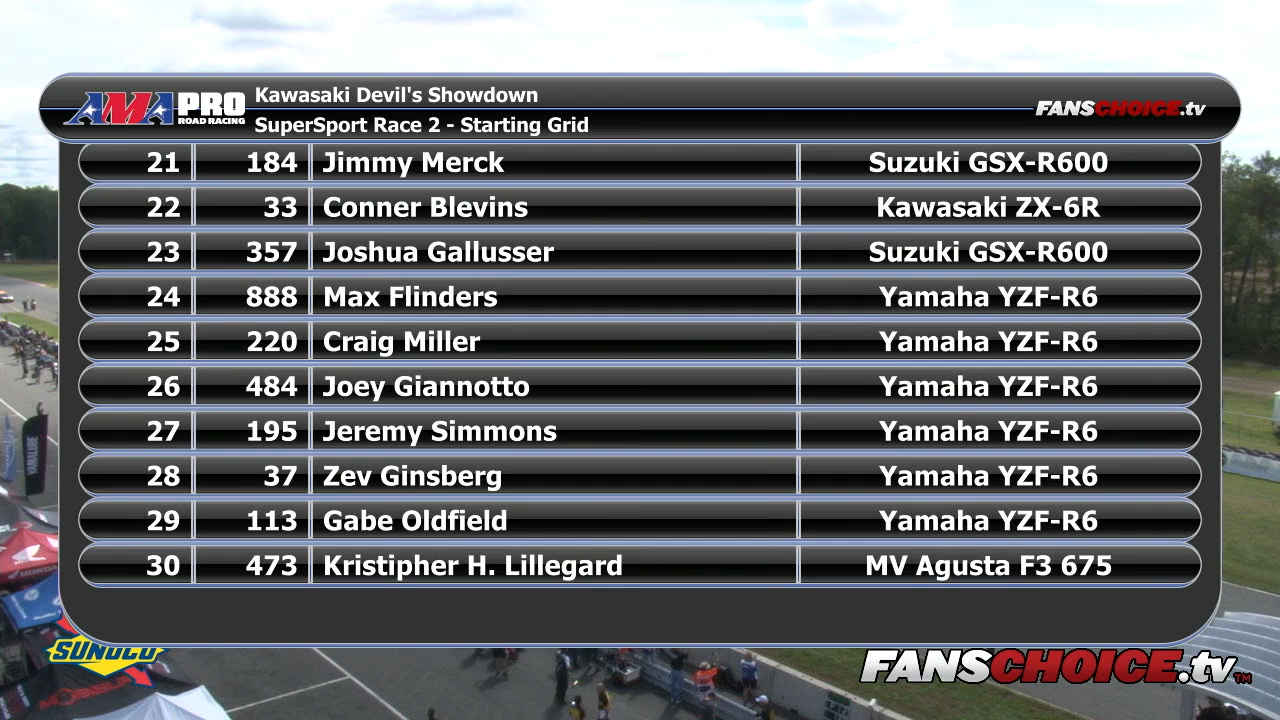 AMA PRO ROAD RACING
Kawasaki Devil's Showdown
SuperSport Race 2 - Starting Grid
FANSCHOICE.tv
21 184 Jimmy Merck Suzuki GSX-R600
22 33 Conner Blevins Kawasaki ZX-6R
23 357 Joshua Gallusser Suzuki GSX-R600
24 888 Max Flinders Yamaha YZF-R6
25 220 Craig Miller Yamaha YZF-R6
26 484 Joey Giannotto Yamaha YZF-R6
27 195 Jeremy Simmons Yamaha YZF-R6
28 37 Zev Ginsberg Yamaha YZF-R6
29 113 Gabe Oldfield Yamaha YZF-R6
30 473 Kristipher H. Lillegard MV Agusta F3 675
YAMALUBE
HONDA
SUNOCO
FANSCHOICE.tv™